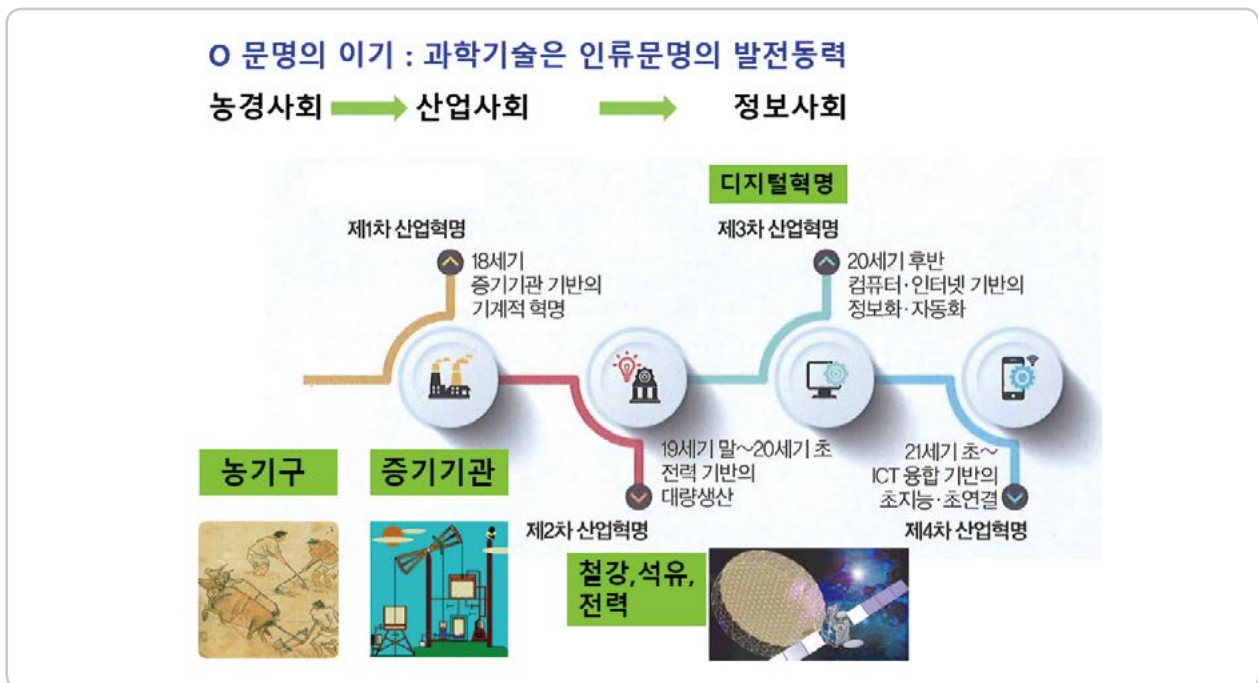 O 문명의 이기 : 과학기술은 인류문명의 발전동력
농경사회 산업사회 정보사회
디지털혁명
제1차 산업혁명
18세기
증기기관 기반의
기계적 혁명
제3차 산업혁명
20세기 후반
컴퓨터·인터넷 기반의
정보화·자동화
농기구
증기기관
19세기 말~20세기 초
전력 기반의
대량생산
제2차 산업혁명
21세기 초~
ICT 융합 기반의
초지능·초연결
제4차 산업혁명
철강,석유,
전력